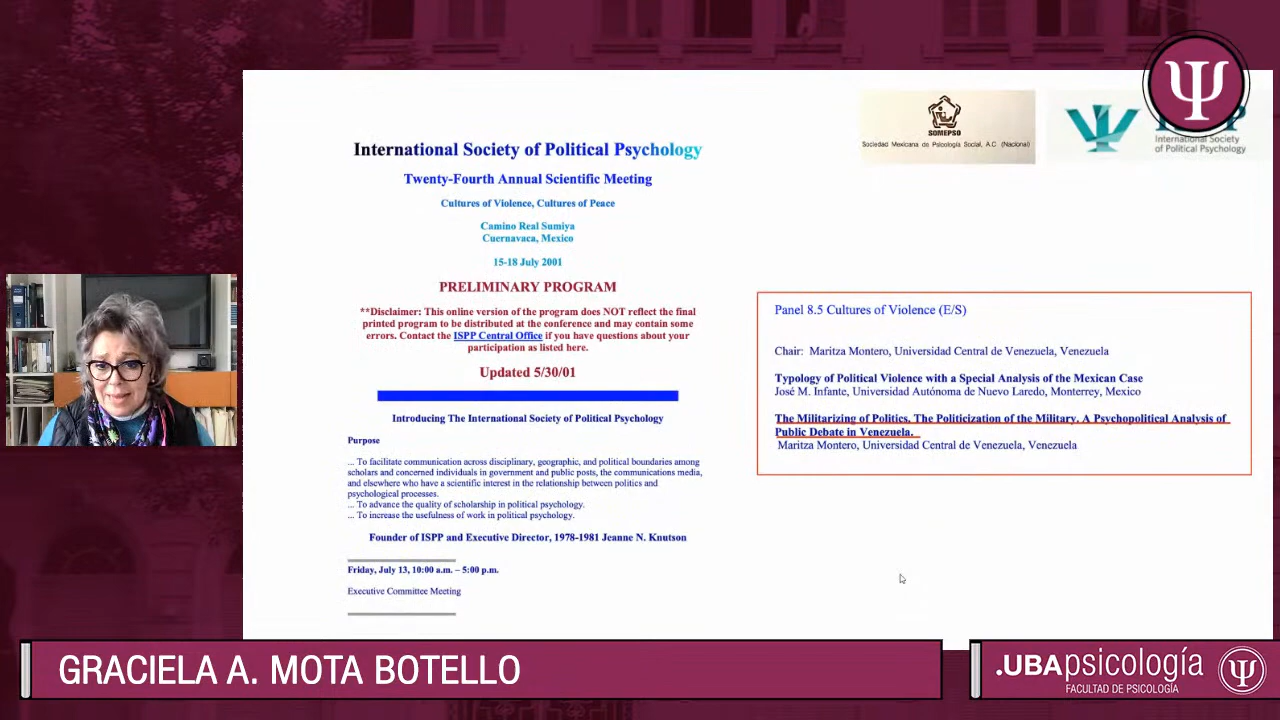 International Society of Political Psychology
Twenty-Fourth Annual Scientific Meeting
Cultures of Violence, Cultures of Peace
Camino Real Sumiya
Cuernavaca, Mexico
15-18 July 2001
PRELIMINARY PROGRAM
**Disclaimer: This online version of the program does NOT reflect the final
printed program to be distributed at the conference and may contain some
errors. Contact the ISPP Central Office if you have questions about your
participation as listed here.
Updated 5/30/01
Introducing The International Society of Political Psychology
Purpose
... To facilitate communication across disciplinary, geographic, and political boundaries among
scholars and concerned individuals in government and public posts, the communications media,
and elsewhere who have a scientific interest in the relationship between politics and
psychological processes.
... To advance the quality of scholarship in political psychology.
... To increase the usefulness of work in political psychology.
Founder of ISPP and Executive Director, 1978-1981 Jeanne N. Knutson
Friday, July 13, 10:00 a.m. – 5:00 p.m.
Executive Committee Meeting
SOMEPSO
Sociedad Mexicana de Psicología Social, A.C (Nacional)
Ψ
International Society
of Political Psychology
Panel 8.5 Cultures of Violence (E/S)
Chair: Maritza Montero, Universidad Central de Venezuela, Venezuela
Typology of Political Violence with a Special Analysis of the Mexican Case
José M. Infante, Universidad Autónoma de Nuevo Laredo, Monterrey, Mexico
The Militarizing of Politics. The Politicization of the Military. A Psychopolitical Analysis of
Public Debate in Venezuela.
Maritza Montero, Universidad Central de Venezuela, Venezuela
GRACIELA A. MOTA BOTELLO
.UBApsicología
FACULTAD DE PSICOLOGÍA
Ψ